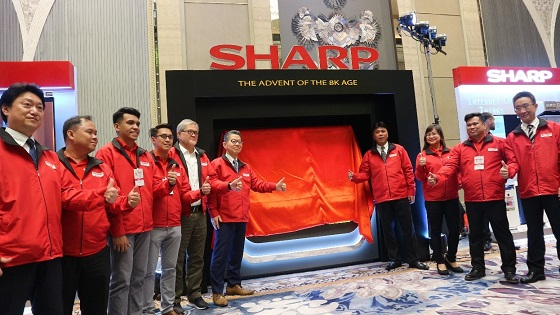 SHARP
THE ADVENT OF THE 8K AGE
SHARP